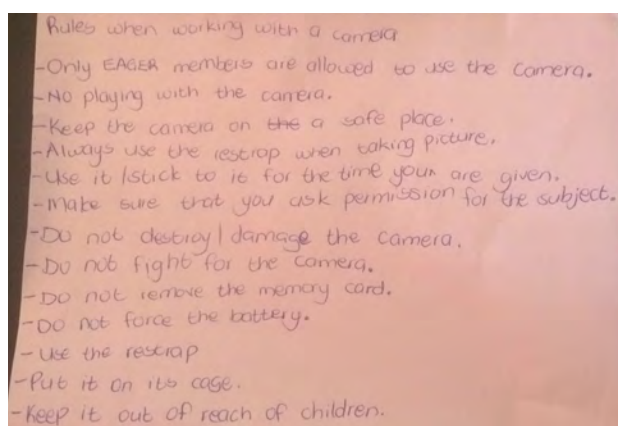 Rules when working with a camera
-Only EAGER members are allowed to use the camera.
-No playing with the camera.
-Keep the camera on the a safe place.
-Always use the restrap when taking picture.
-Use it /stick to it for the time your are given.
-Make sure that you ask permission for the subject.
-Do not destroy/damage the camera.
-Do not fight for the camera.
-Do not remove the memory card.
-Do not force the battery.
-Use the restrap
-Put it on its case.
-Keep it out of reach of children.